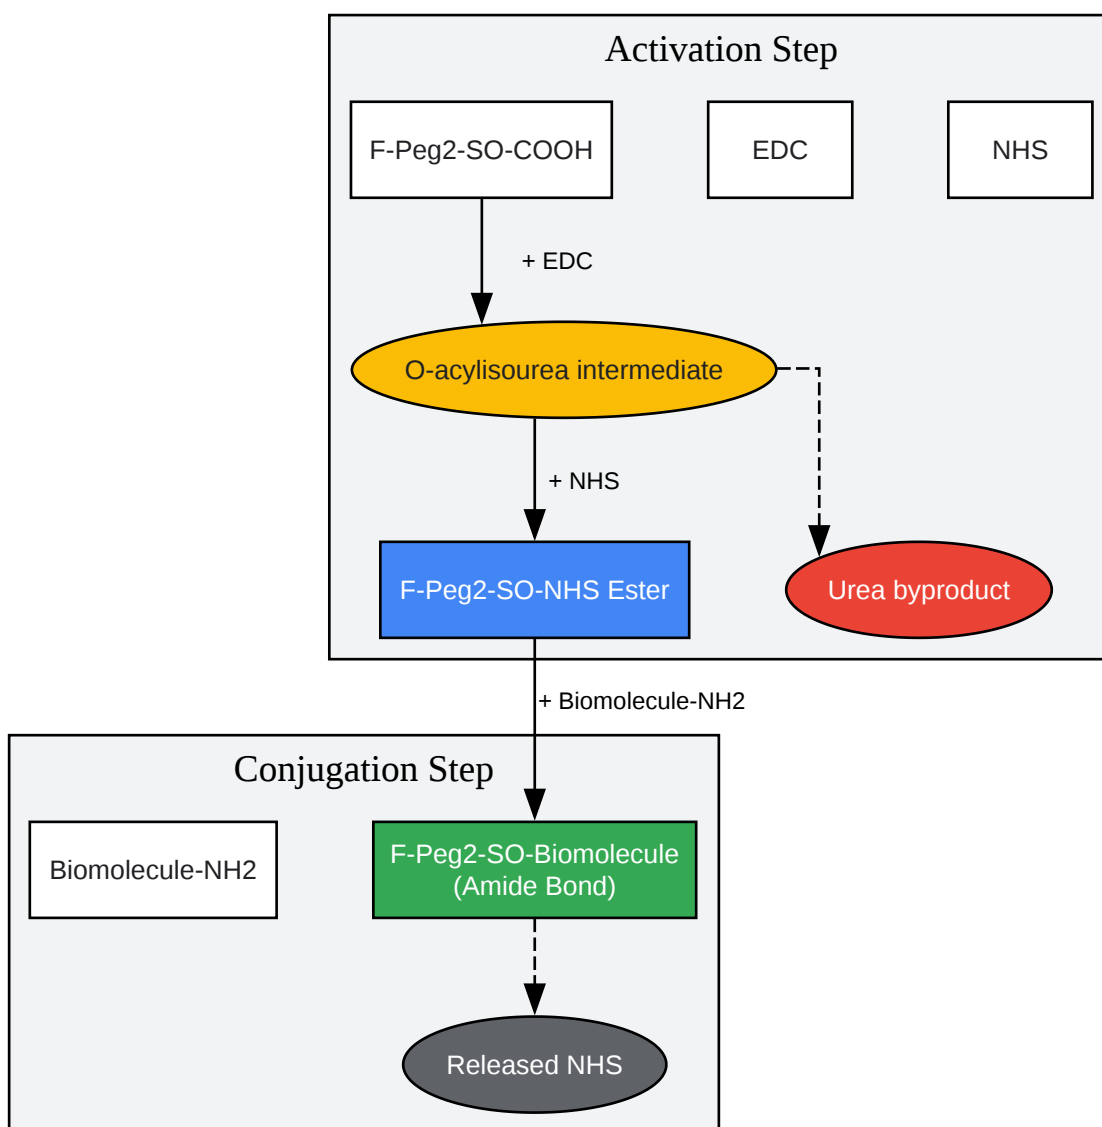 Activation Step
F-Peg2-SO-COOH
EDC
NHS
+ EDC
O-acylisourea intermediate
+ NHS
F-Peg2-SO-NHS Ester
Urea byproduct
+ Biomolecule-NH2
Conjugation Step
Biomolecule-NH2
F-Peg2-SO-Biomolecule
(Amide Bond)
Released NHS